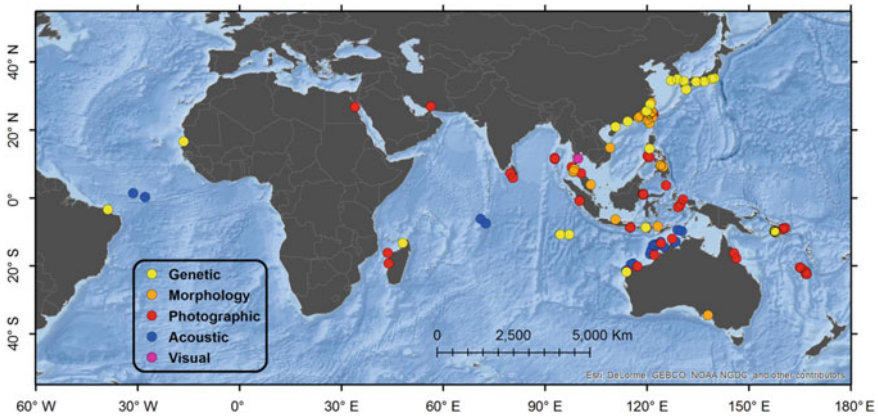 40° N
20° N
0°
20° S
40° S
Genetic
Morphology
Photographic
Acoustic
Visual
0 2,500 5,000 Km
Esri, DeLorme, GEBCO, NOAA NGDC, and other contributors
60° W 30° W 0° 30° E 60° E 90° E 120° E 150° E 180° E